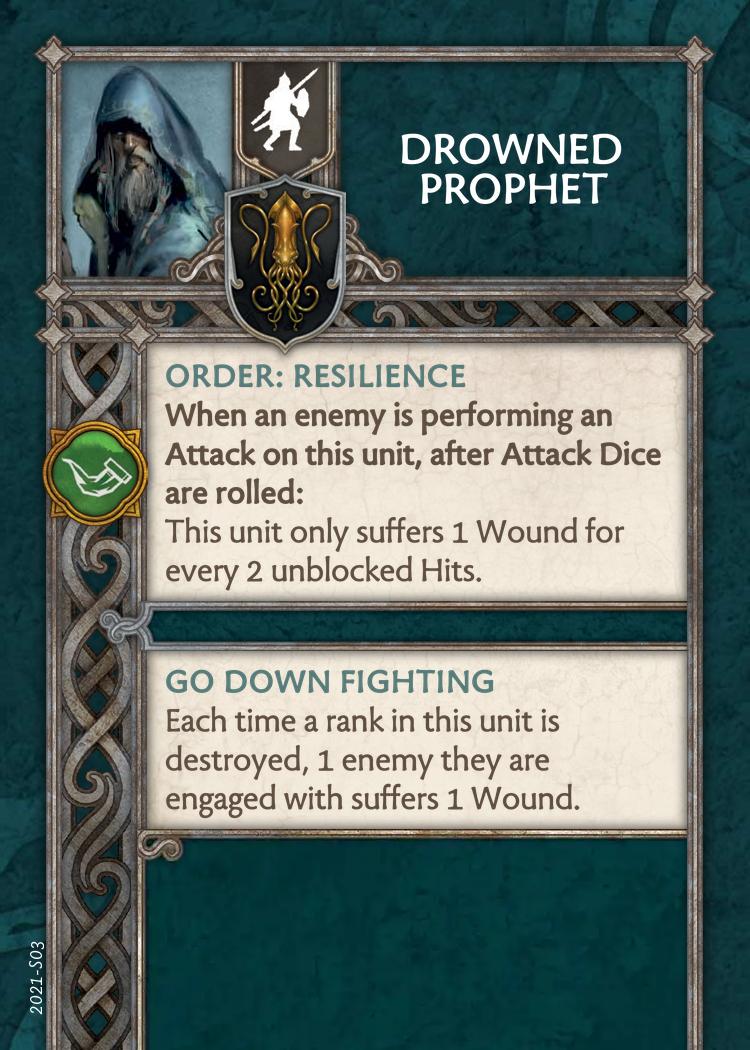 DROWNED
PROPHET
ORDER: RESILIENCE
When an enemy is performing an
Attack on this unit, after Attack Dice
are rolled:
This unit only suffers 1 Wound for
every 2 unblocked Hits.
GO DOWN FIGHTING
Each time a rank in this unit is
destroyed, 1 enemy they are
engaged with suffers 1 Wound.
2021-S03